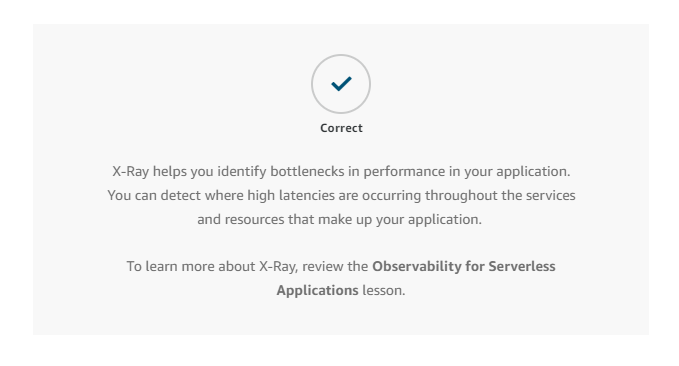 Correct
X-Ray helps you identify bottlenecks in performance in your application.
You can detect where high latencies are occurring throughout the services
and resources that make up your application.
To learn more about X-Ray, review the Observability for Serverless
Applications lesson.